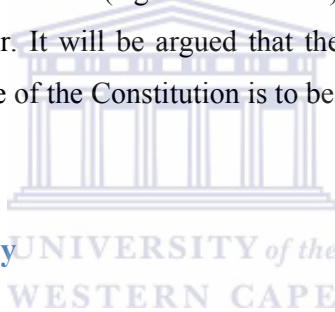 r. It will be argued that the
e of the Constitution is to be
y
UNIVERSITY of the
WESTERN CAPE